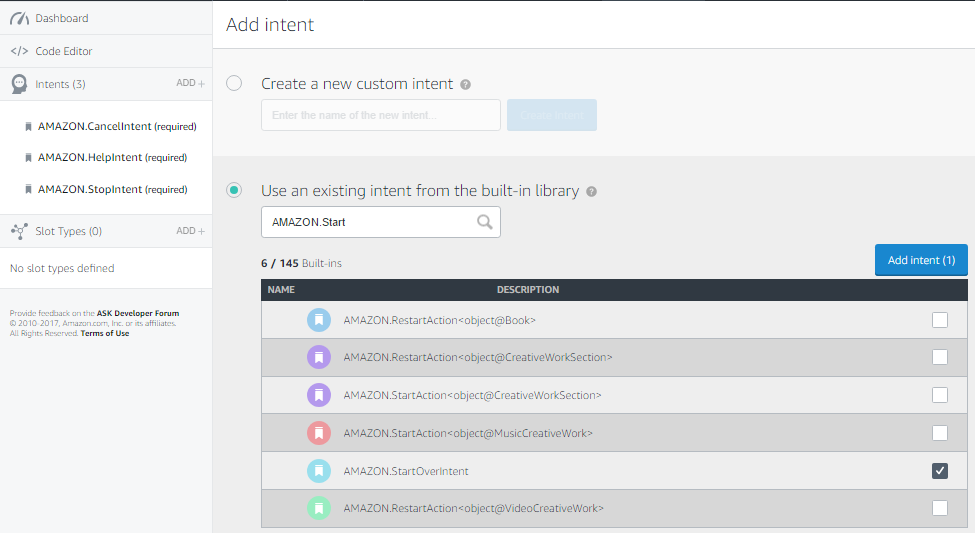 Dashboard
Code Editor
Intents (3) ADD +
AMAZON.CancelIntent (required)
AMAZON.HelpIntent (required)
AMAZON.StopIntent (required)
Slot Types (0) ADD +
No slot types defined
Provide feedback on the ASK Developer Forum
© 2010-2017, Amazon.com, Inc. or its affiliates.
All Rights Reserved. Terms of Use
Add intent
Create a new custom intent ?
Enter the name of the new intent... Create Intent
Use an existing intent from the built-in library ?
AMAZON.Start
6 / 145 Built-ins
Add intent (1)
NAME DESCRIPTION
AMAZON.RestartAction<object@Book>
AMAZON.RestartAction<object@CreativeWorkSection>
AMAZON.StartAction<object@CreativeWorkSection>
AMAZON.StartAction<object@MusicCreativeWork>
AMAZON.StartOverIntent
AMAZON.RestartAction<object@VideoCreativeWork>